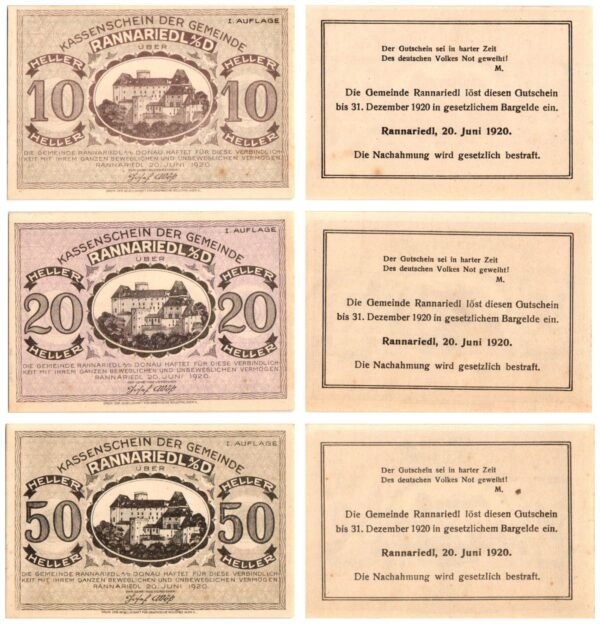 KASSENSCHEIN DER GEMEINDE
I. AUFLAGE
RANNARIEDL A/D
ÜBER
HELLER HELLER
10 10
HELLER HELLER
DIE GEMEINDE RANNARIEDL A/D DONAU HAFTET FÜR DIESE VERBINDLICH-
KEIT MIT IHREM GANZEN BEWEGLICHEN UND UNBEWEGLICHEN VERMÖGEN
RANNARIEDL 20. JUNI 1920.
Der Gutschein sei in harter Zeit
Des deutschen Volkes Not geweiht!
M.
Die Gemeinde Rannariedl löst diesen Gutschein
bis 31. Dezember 1920 in gesetzlichem Bargelde ein.
Rannariedl, 20. Juni 1920.
Die Nachahmung wird gesetzlich bestraft.
KASSENSCHEIN DER GEMEINDE
I. AUFLAGE
RANNARIEDL A/D
ÜBER
HELLER HELLER
20 20
HELLER HELLER
DIE GEMEINDE RANNARIEDL A/D DONAU HAFTET FÜR DIESE VERBINDLICH-
KEIT MIT IHREM GANZEN BEWEGLICHEN UND UNBEWEGLICHEN VERMÖGEN
RANNARIEDL 20. JUNI 1920.
Der Gutschein sei in harter Zeit
Des deutschen Volkes Not geweiht!
M.
Die Gemeinde Rannariedl löst diesen Gutschein
bis 31. Dezember 1920 in gesetzlichem Bargelde ein.
Rannariedl, 20. Juni 1920.
Die Nachahmung wird gesetzlich bestraft.
KASSENSCHEIN DER GEMEINDE
I. AUFLAGE
RANNARIEDL A/D
ÜBER
HELLER HELLER
50 50
HELLER HELLER
DIE GEMEINDE RANNARIEDL A/D DONAU HAFTET FÜR DIESE VERBINDLICH-
KEIT MIT IHREM GANZEN BEWEGLICHEN UND UNBEWEGLICHEN VERMÖGEN
RANNARIEDL 20. JUNI 1920.
Der Gutschein sei in harter Zeit
Des deutschen Volkes Not geweiht!
M.
Die Gemeinde Rannariedl löst diesen Gutschein
bis 31. Dezember 1920 in gesetzlichem Bargelde ein.
Rannariedl, 20. Juni 1920.
Die Nachahmung wird gesetzlich bestraft.